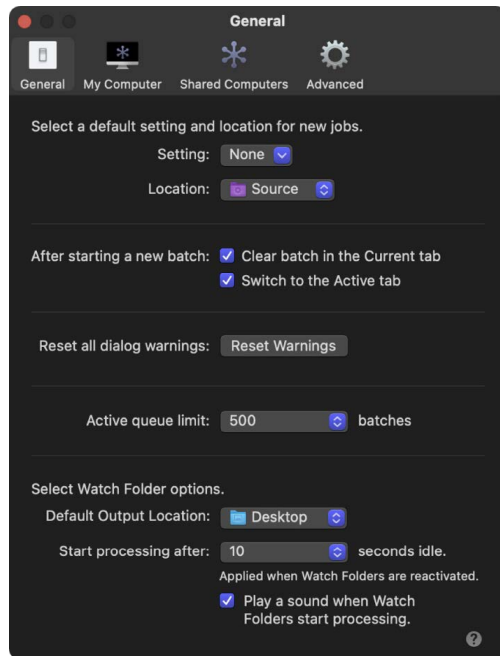 General
General My Computer Shared Computers Advanced
Select a default setting and location for new jobs.
Setting: None
Location: Source
After starting a new batch: Clear batch in the Current tab
Switch to the Active tab
Reset all dialog warnings: Reset Warnings
Active queue limit: 500 batches
Select Watch Folder options.
Default Output Location: Desktop
Start processing after: 10 seconds idle.
Applied when Watch Folders are reactivated.
Play a sound when Watch
Folders start processing.
?